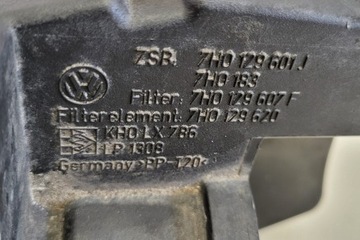 ZSB. 7H0 129 601 J
7H0 183
Filter: 7H0 129 607 F
Filterelement: 7H0 129 620
KHO LX 786
LP 1308
Germany >PP-T20<